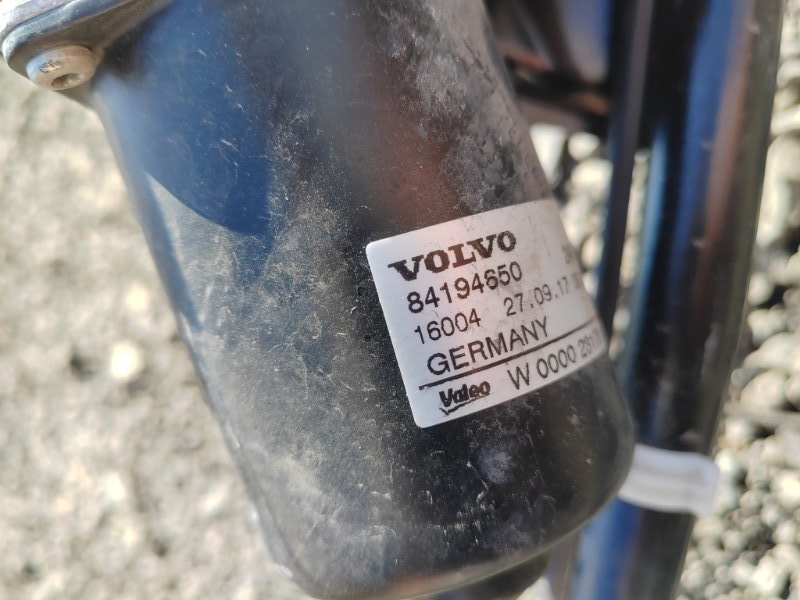 VOLVO
84194650
16004 27.09.17
GERMANY
Valeo W 0000